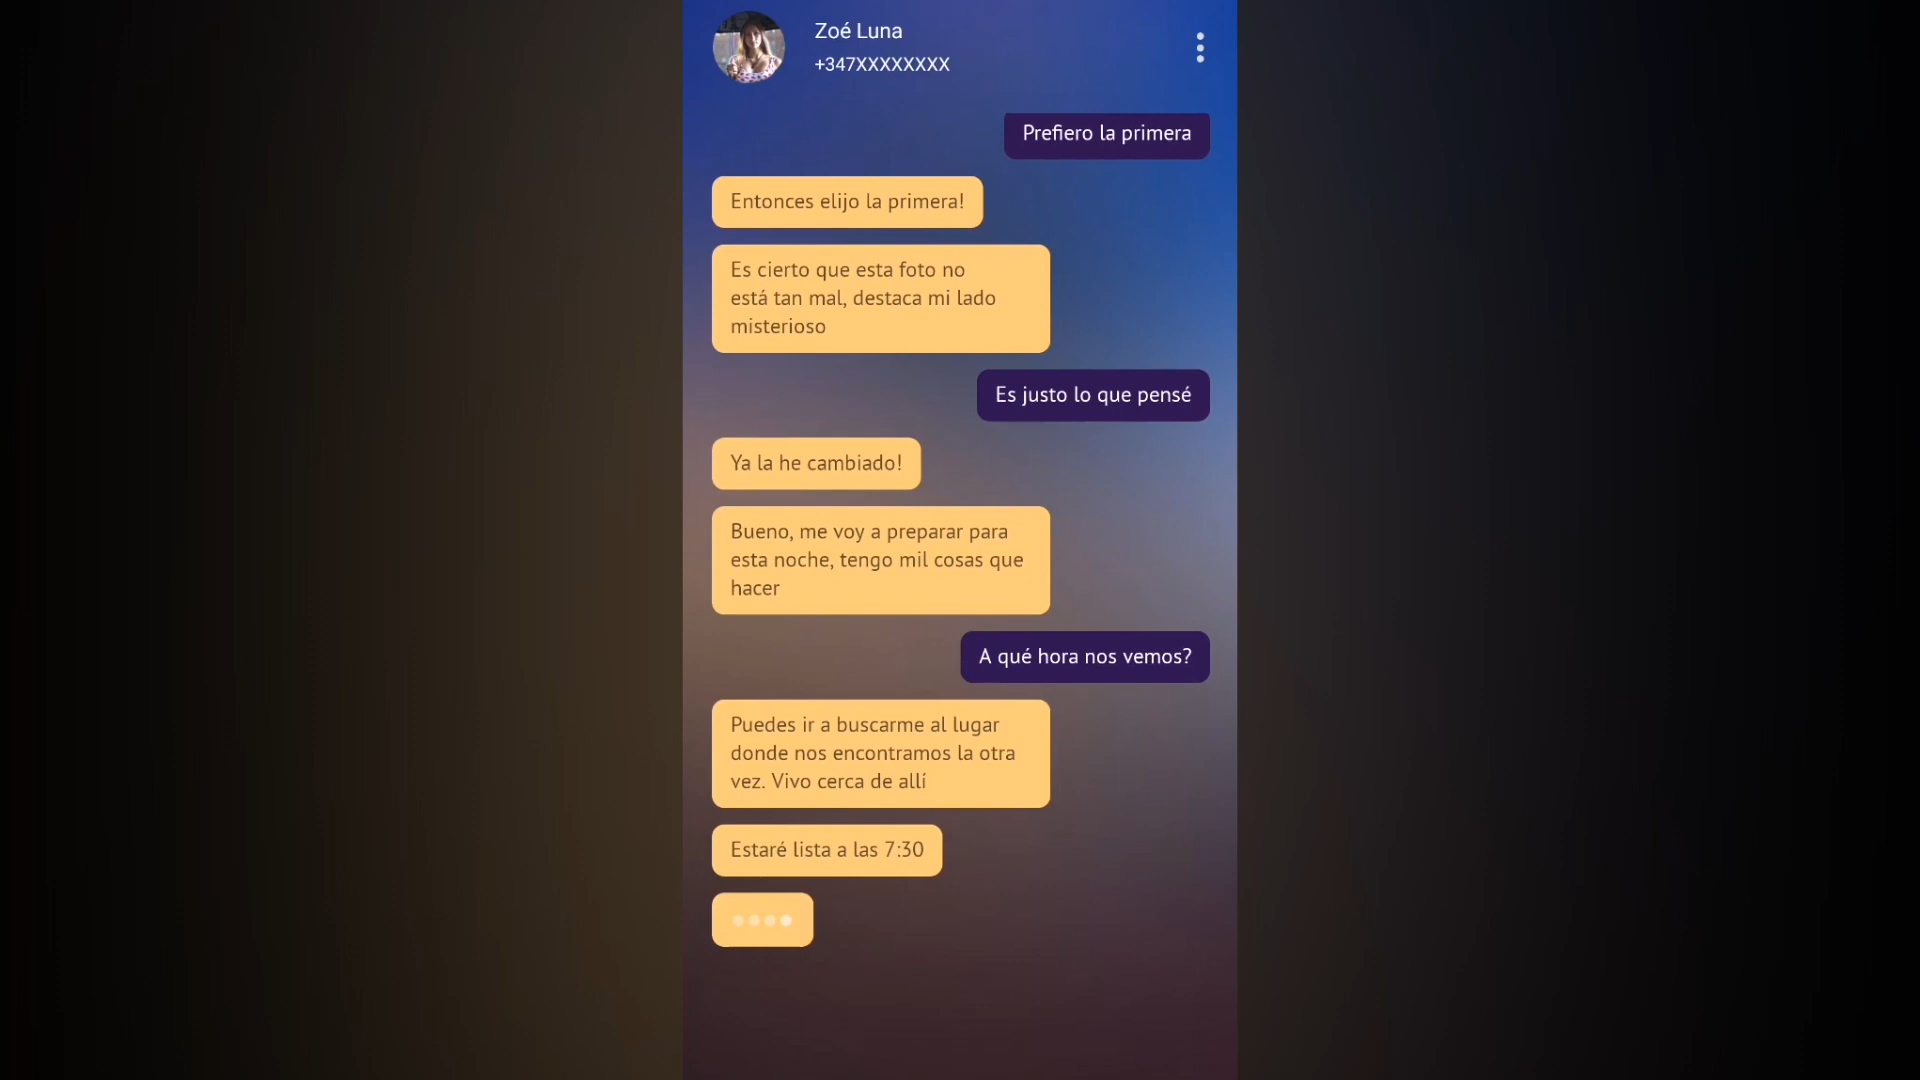 Zoé Luna
+347XXXXXXXX
Prefiero la primera
Entonces elijo la primera!
Es cierto que esta foto no
está tan mal, destaca mi lado
misterioso
Es justo lo que pensé
Ya la he cambiado!
Bueno, me voy a preparar para
esta noche, tengo mil cosas que
hacer
A qué hora nos vemos?
Puedes ir a buscarme al lugar
donde nos encontramos la otra
vez. Vivo cerca de allí
Estaré lista a las 7:30